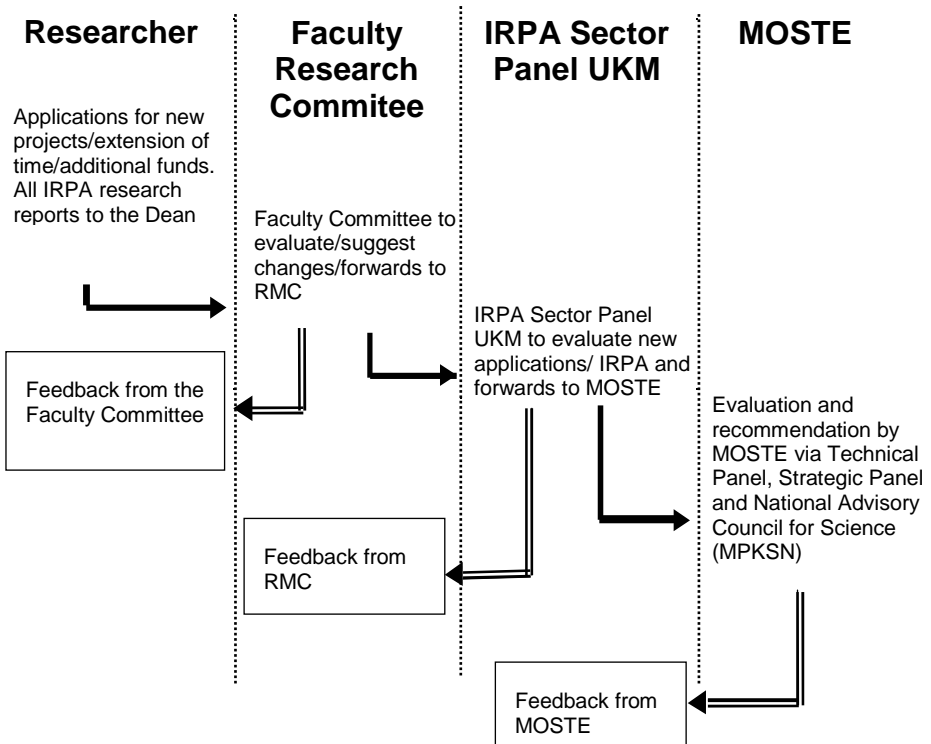 Researcher
Faculty
Research
Commitee
IRPA Sector
Panel UKM
MOSTE
Applications for new
projects/extension of
time/additional funds.
All IRPA research
reports to the Dean
Faculty Committee to
evaluate/suggest
changes/forwards to
RMC
IRPA Sector Panel
UKM to evaluate new
applications/ IRPA and
forwards to MOSTE
Feedback from the
Faculty Committee
Evaluation and
recommendation by
MOSTE via Technical
Panel, Strategic Panel
and National Advisory
Council for Science
(MPKSN)
Feedback from
RMC
Feedback from
MOSTE